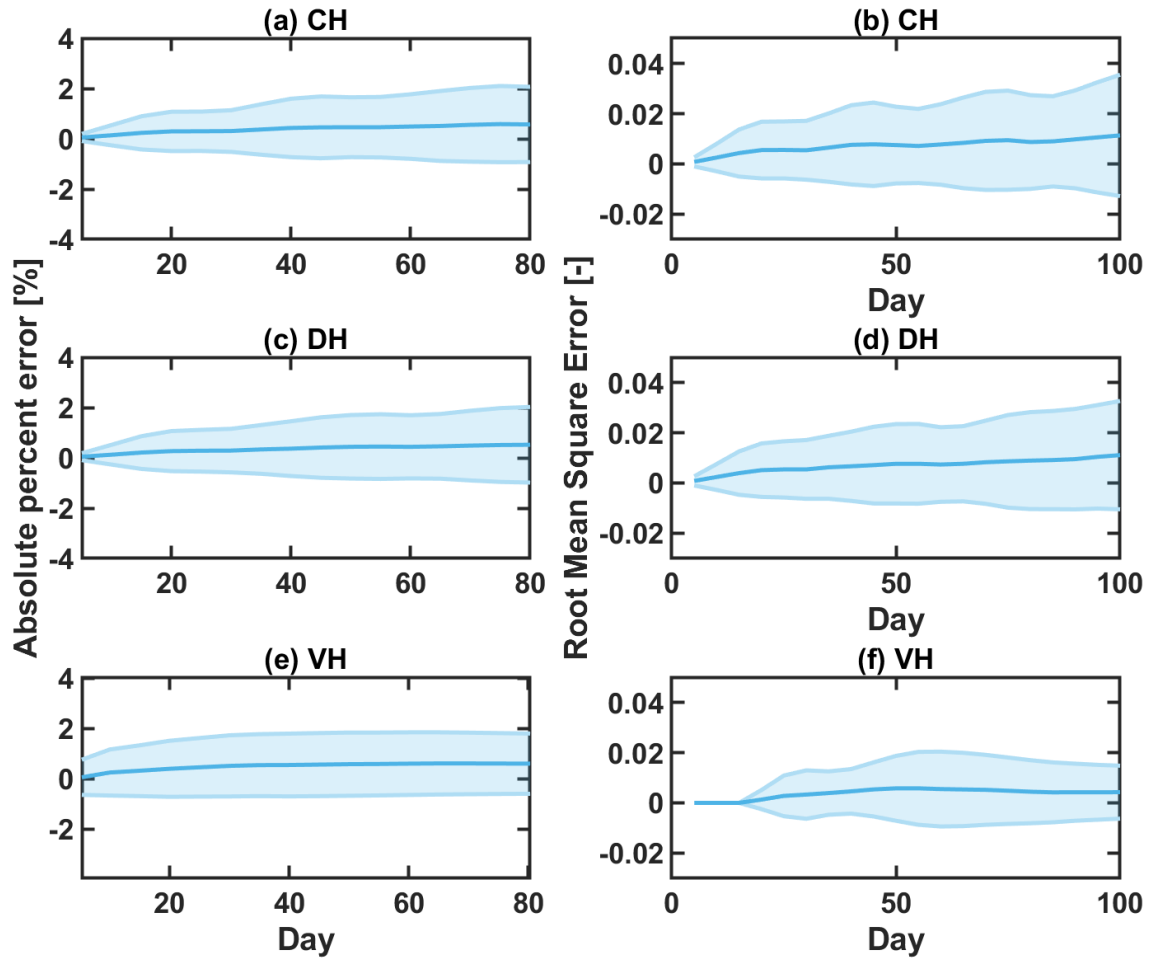 (a) CH
4
2
0
-2
-4
20 40 60 80
(b) CH
0.04
0.02
0
-0.02
0 50 100
Day
(c) DH
4
2
0
-2
-4
20 40 60 80
(d) DH
0.04
0.02
0
-0.02
0 50 100
Day
(e) VH
4
2
0
-2
20 40 60 80
Day
(f) VH
0.04
0.02
0
-0.02
0 50 100
Day
Absolute percent error [%]
Root Mean Square Error [-]